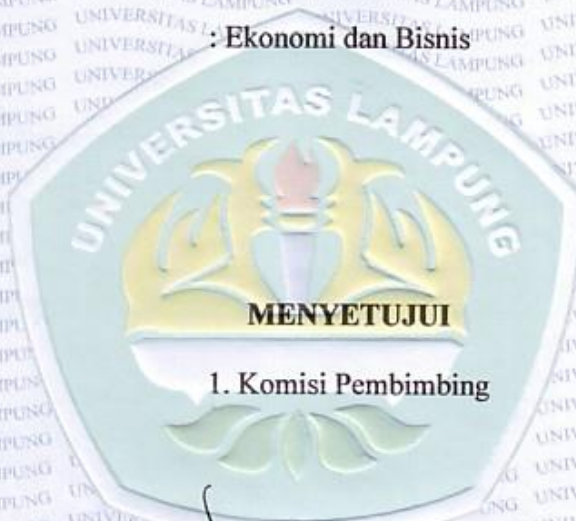 : Ekonomi dan Bisnis
UNIVERSITAS LAMPUNG
MENYETUJUI
1. Komisi Pembimbing